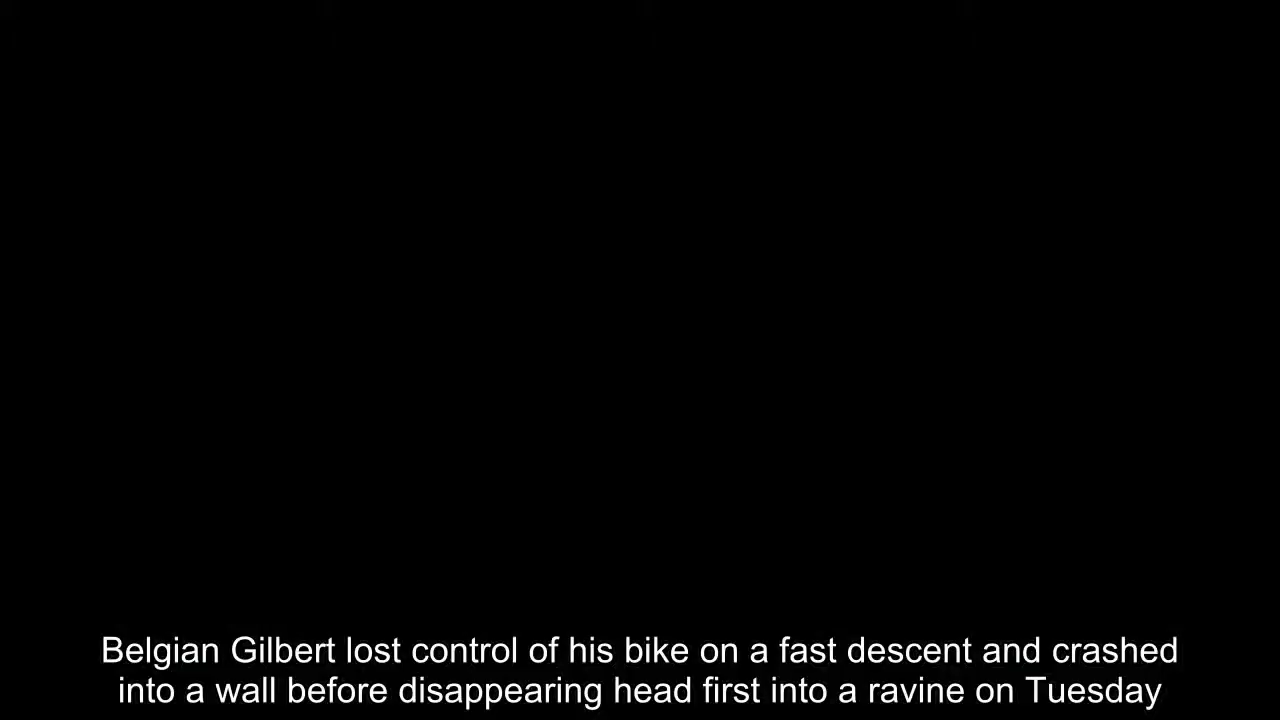 Belgian Gilbert lost control of his bike on a fast descent and crashed
into a wall before disappearing head first into a ravine on Tuesday